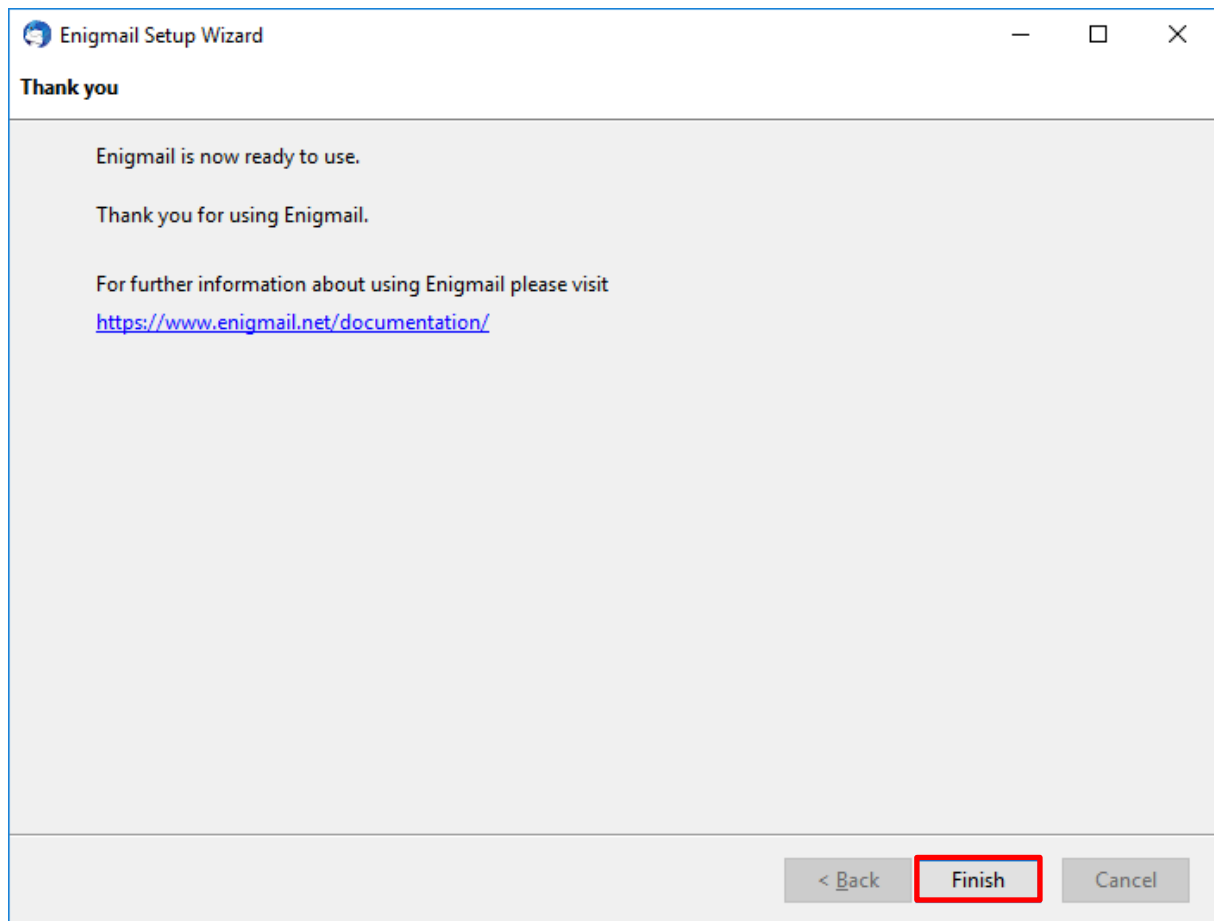 Enigmail Setup Wizard
Thank you
Enigmail is now ready to use.
Thank you for using Enigmail.
For further information about using Enigmail please visit
https://www.enigmail.net/documentation/
< Back Finish Cancel